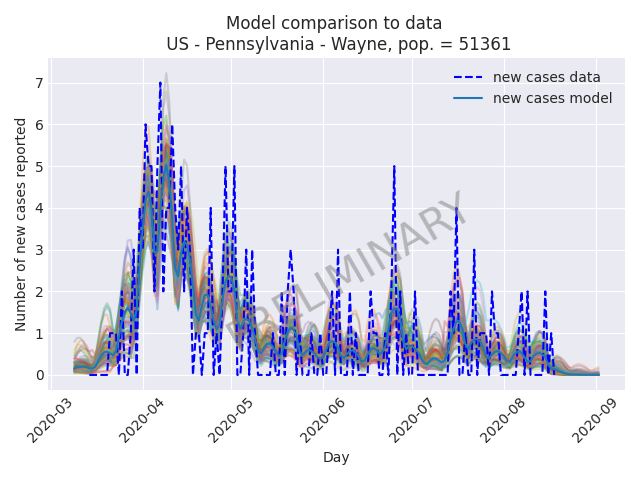 Model comparison to data
US - Pennsylvania - Wayne, pop. = 51361
new cases data
new cases model
PRELIMINARY
Number of new cases reported
7
6
5
4
3
2
1
0
2020-03
2020-04
2020-05
2020-06
2020-07
2020-08
2020-09
Day